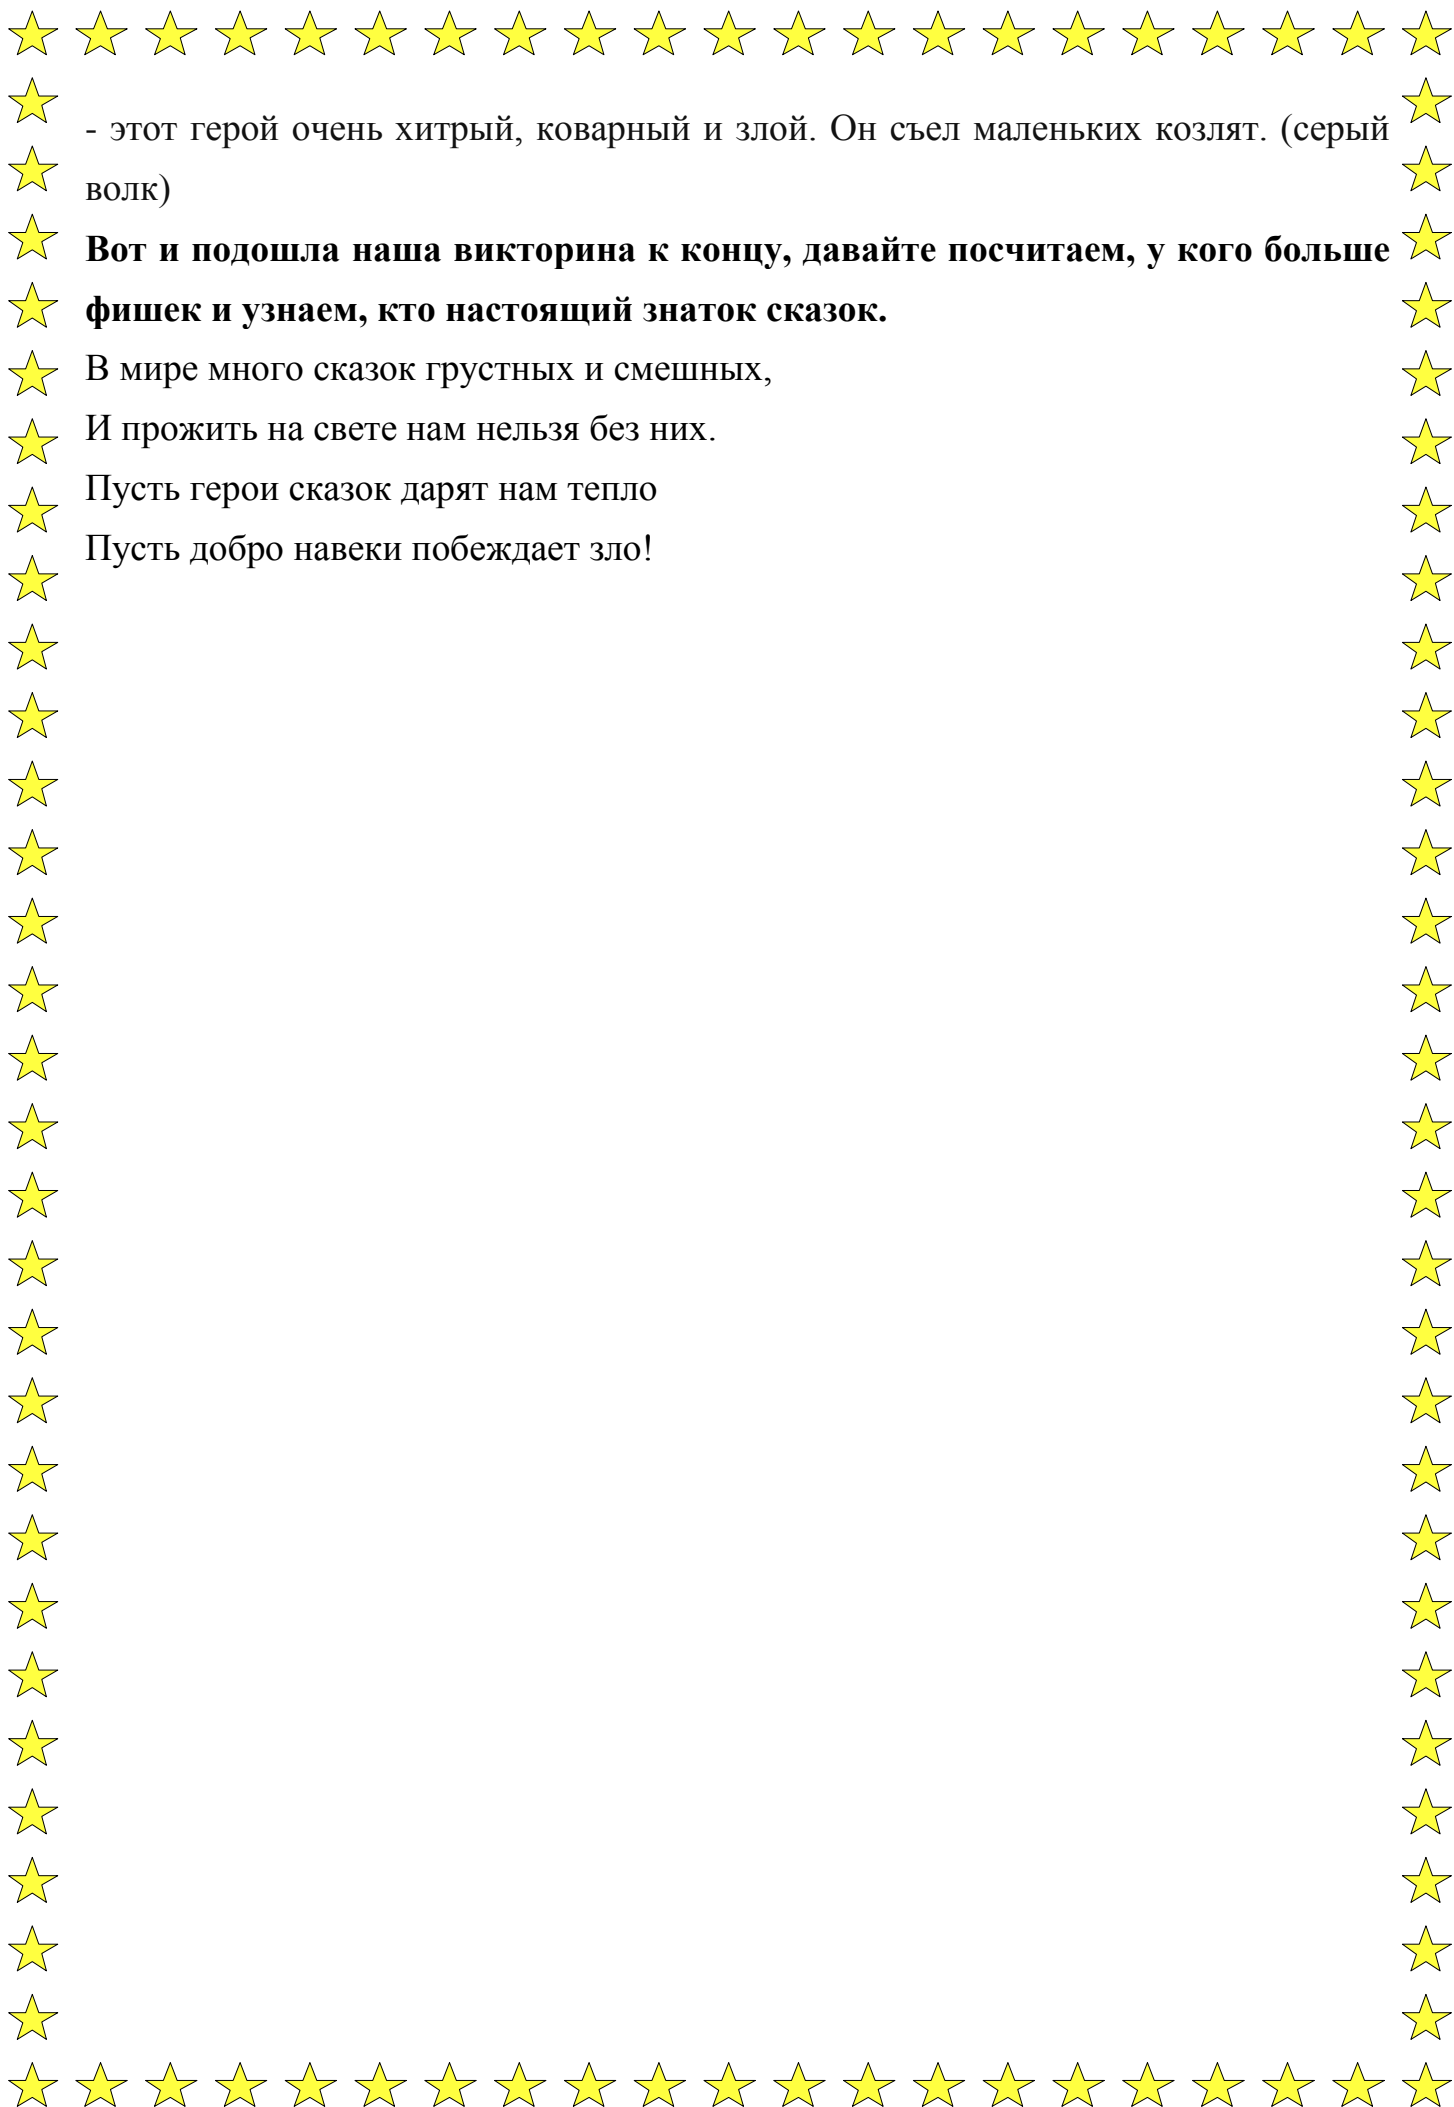 - этот герой очень хитрый, коварный и злой. Он съел маленьких козлят. (серый
волк)
Вот и подошла наша викторина к концу, давайте посчитаем, у кого больше
фишек и узнаем, кто настоящий знаток сказок.
В мире много сказок грустных и смешных,
И прожить на свете нам нельзя без них.
Пусть герои сказок дарят нам тепло
Пусть добро навеки побеждает зло!